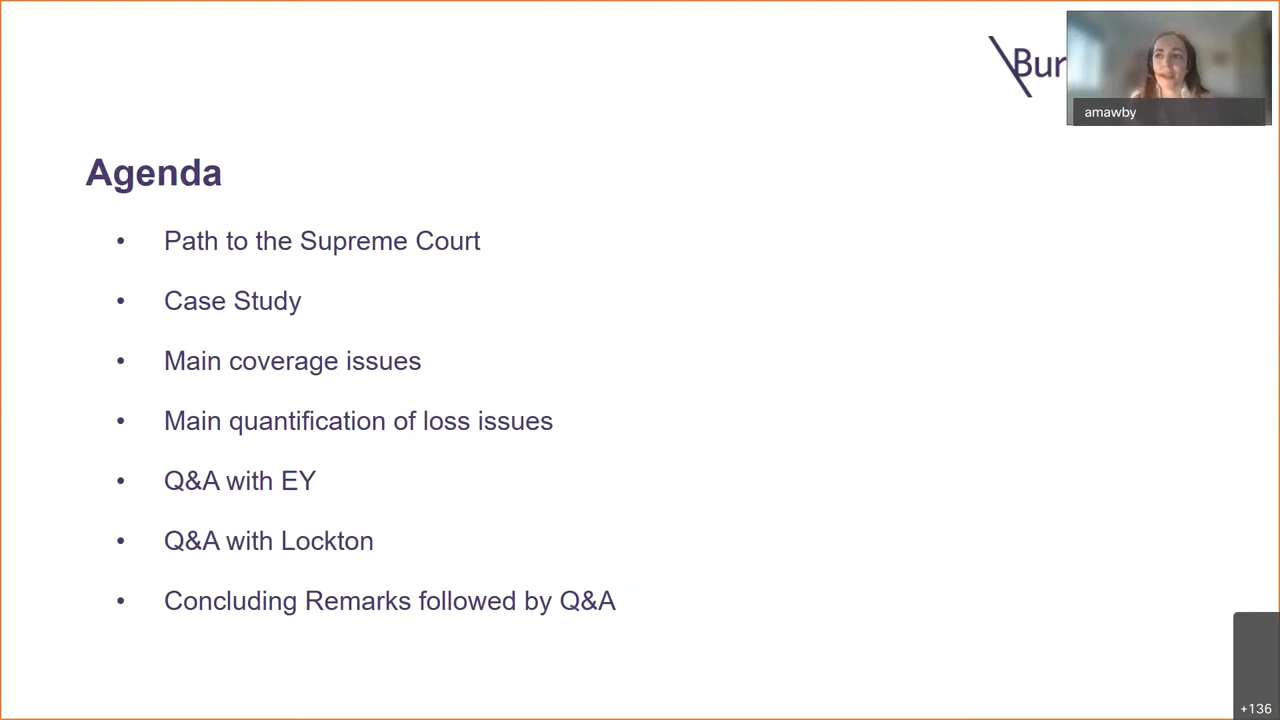 Bur
amawby
Agenda
• Path to the Supreme Court
• Case Study
• Main coverage issues
• Main quantification of loss issues
• Q&A with EY
• Q&A with Lockton
• Concluding Remarks followed by Q&A
+136